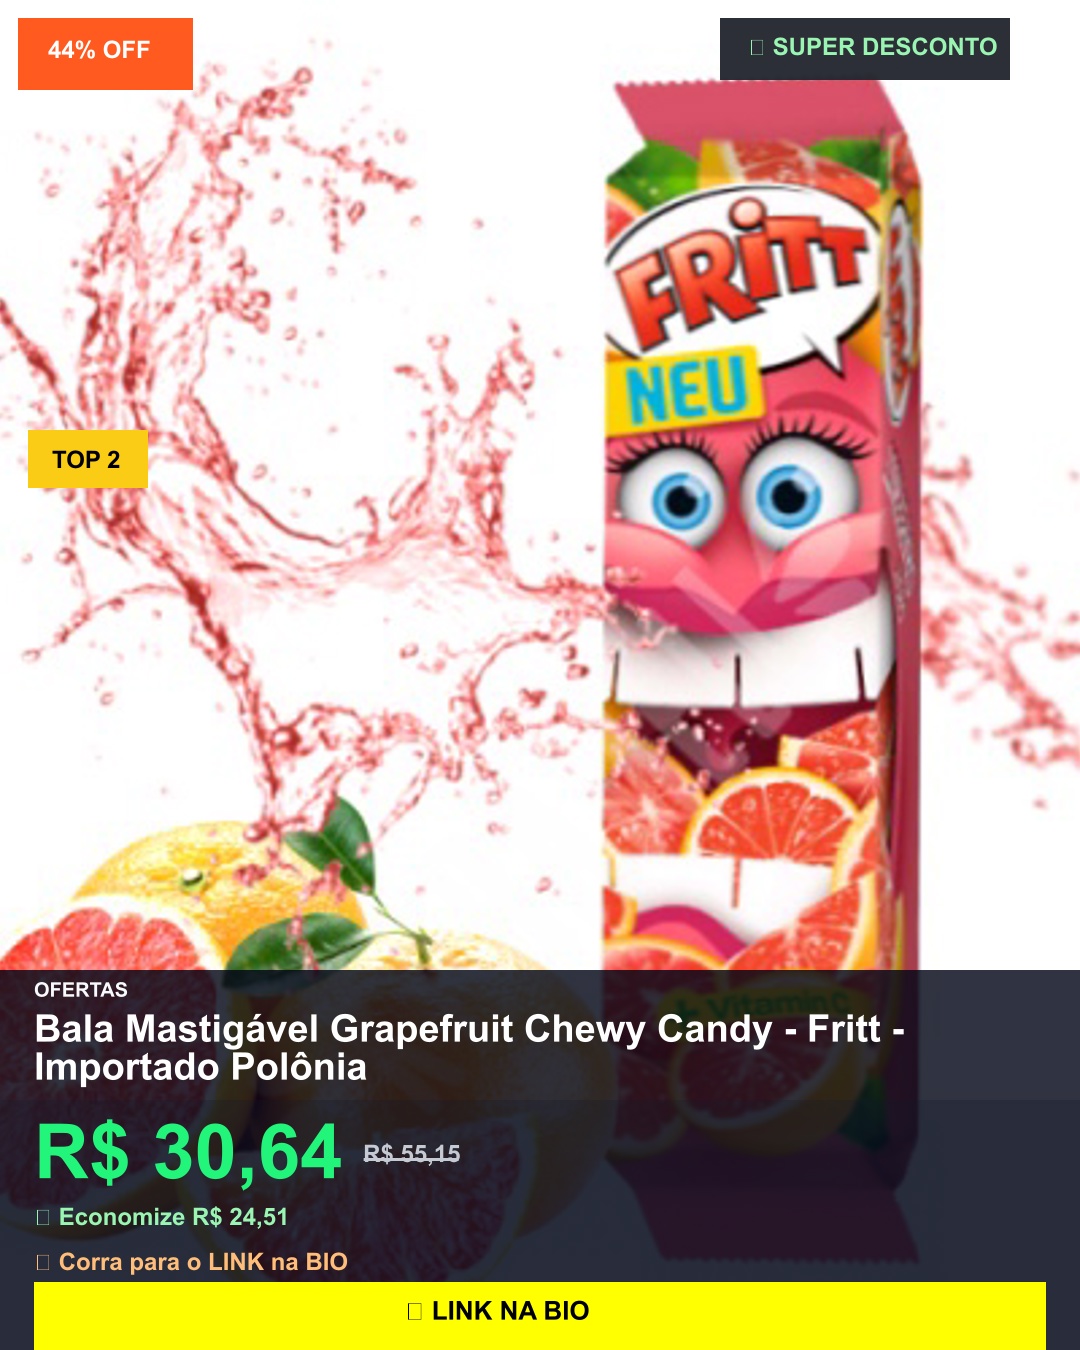 44% OFF
SUPER DESCONTO
FRiTT
NEU
TOP 2
+ Vitamin C
OFERTAS
Bala Mastigável Grapefruit Chewy Candy - Fritt -
Importado Polônia
R$ 30,64 R$ 55,15
Economize R$ 24,51
Corra para o LINK na BIO
LINK NA BIO